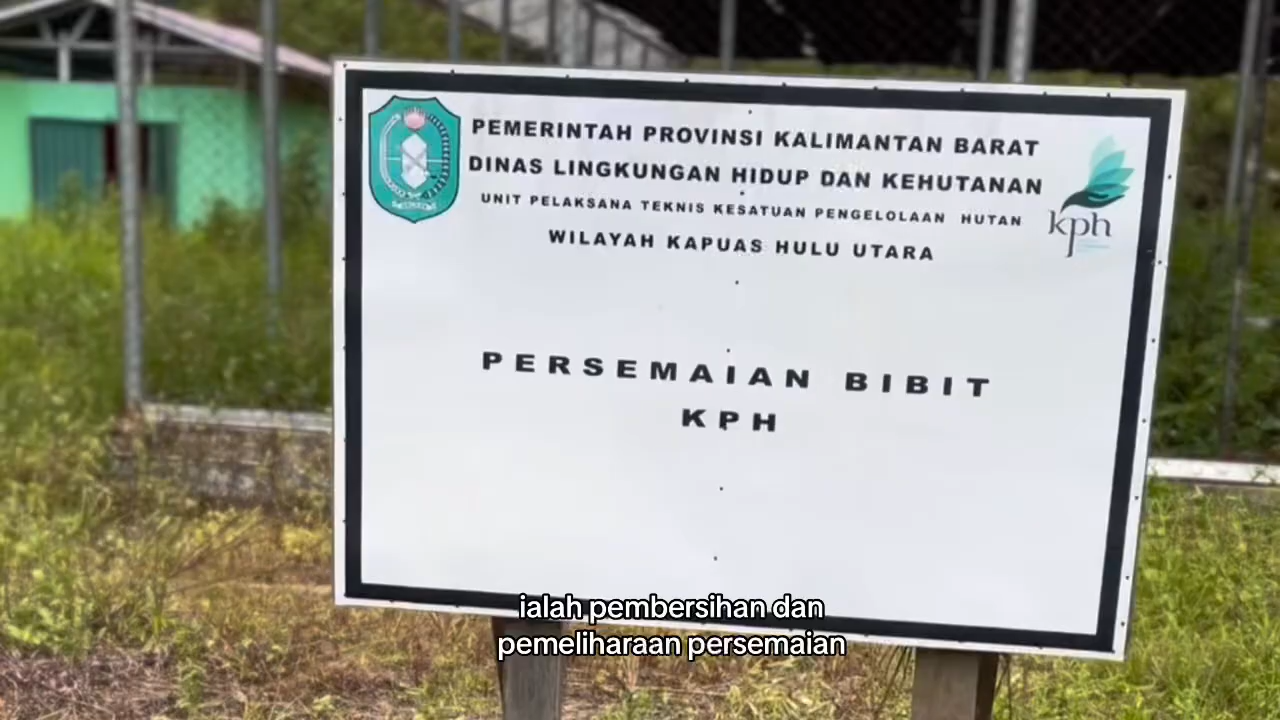 PEMERINTAH PROVINSI KALIMANTAN BARAT
DINAS LINGKUNGAN HIDUP DAN KEHUTANAN
UNIT PELAKSANA TEKNIS KESATUAN PENGELOLAAN HUTAN
WILAYAH KAPUAS HULU UTARA
kph
PERSEMAIAN BIBIT
KPH
ialah pembersihan dan
pemeliharaan persemaian